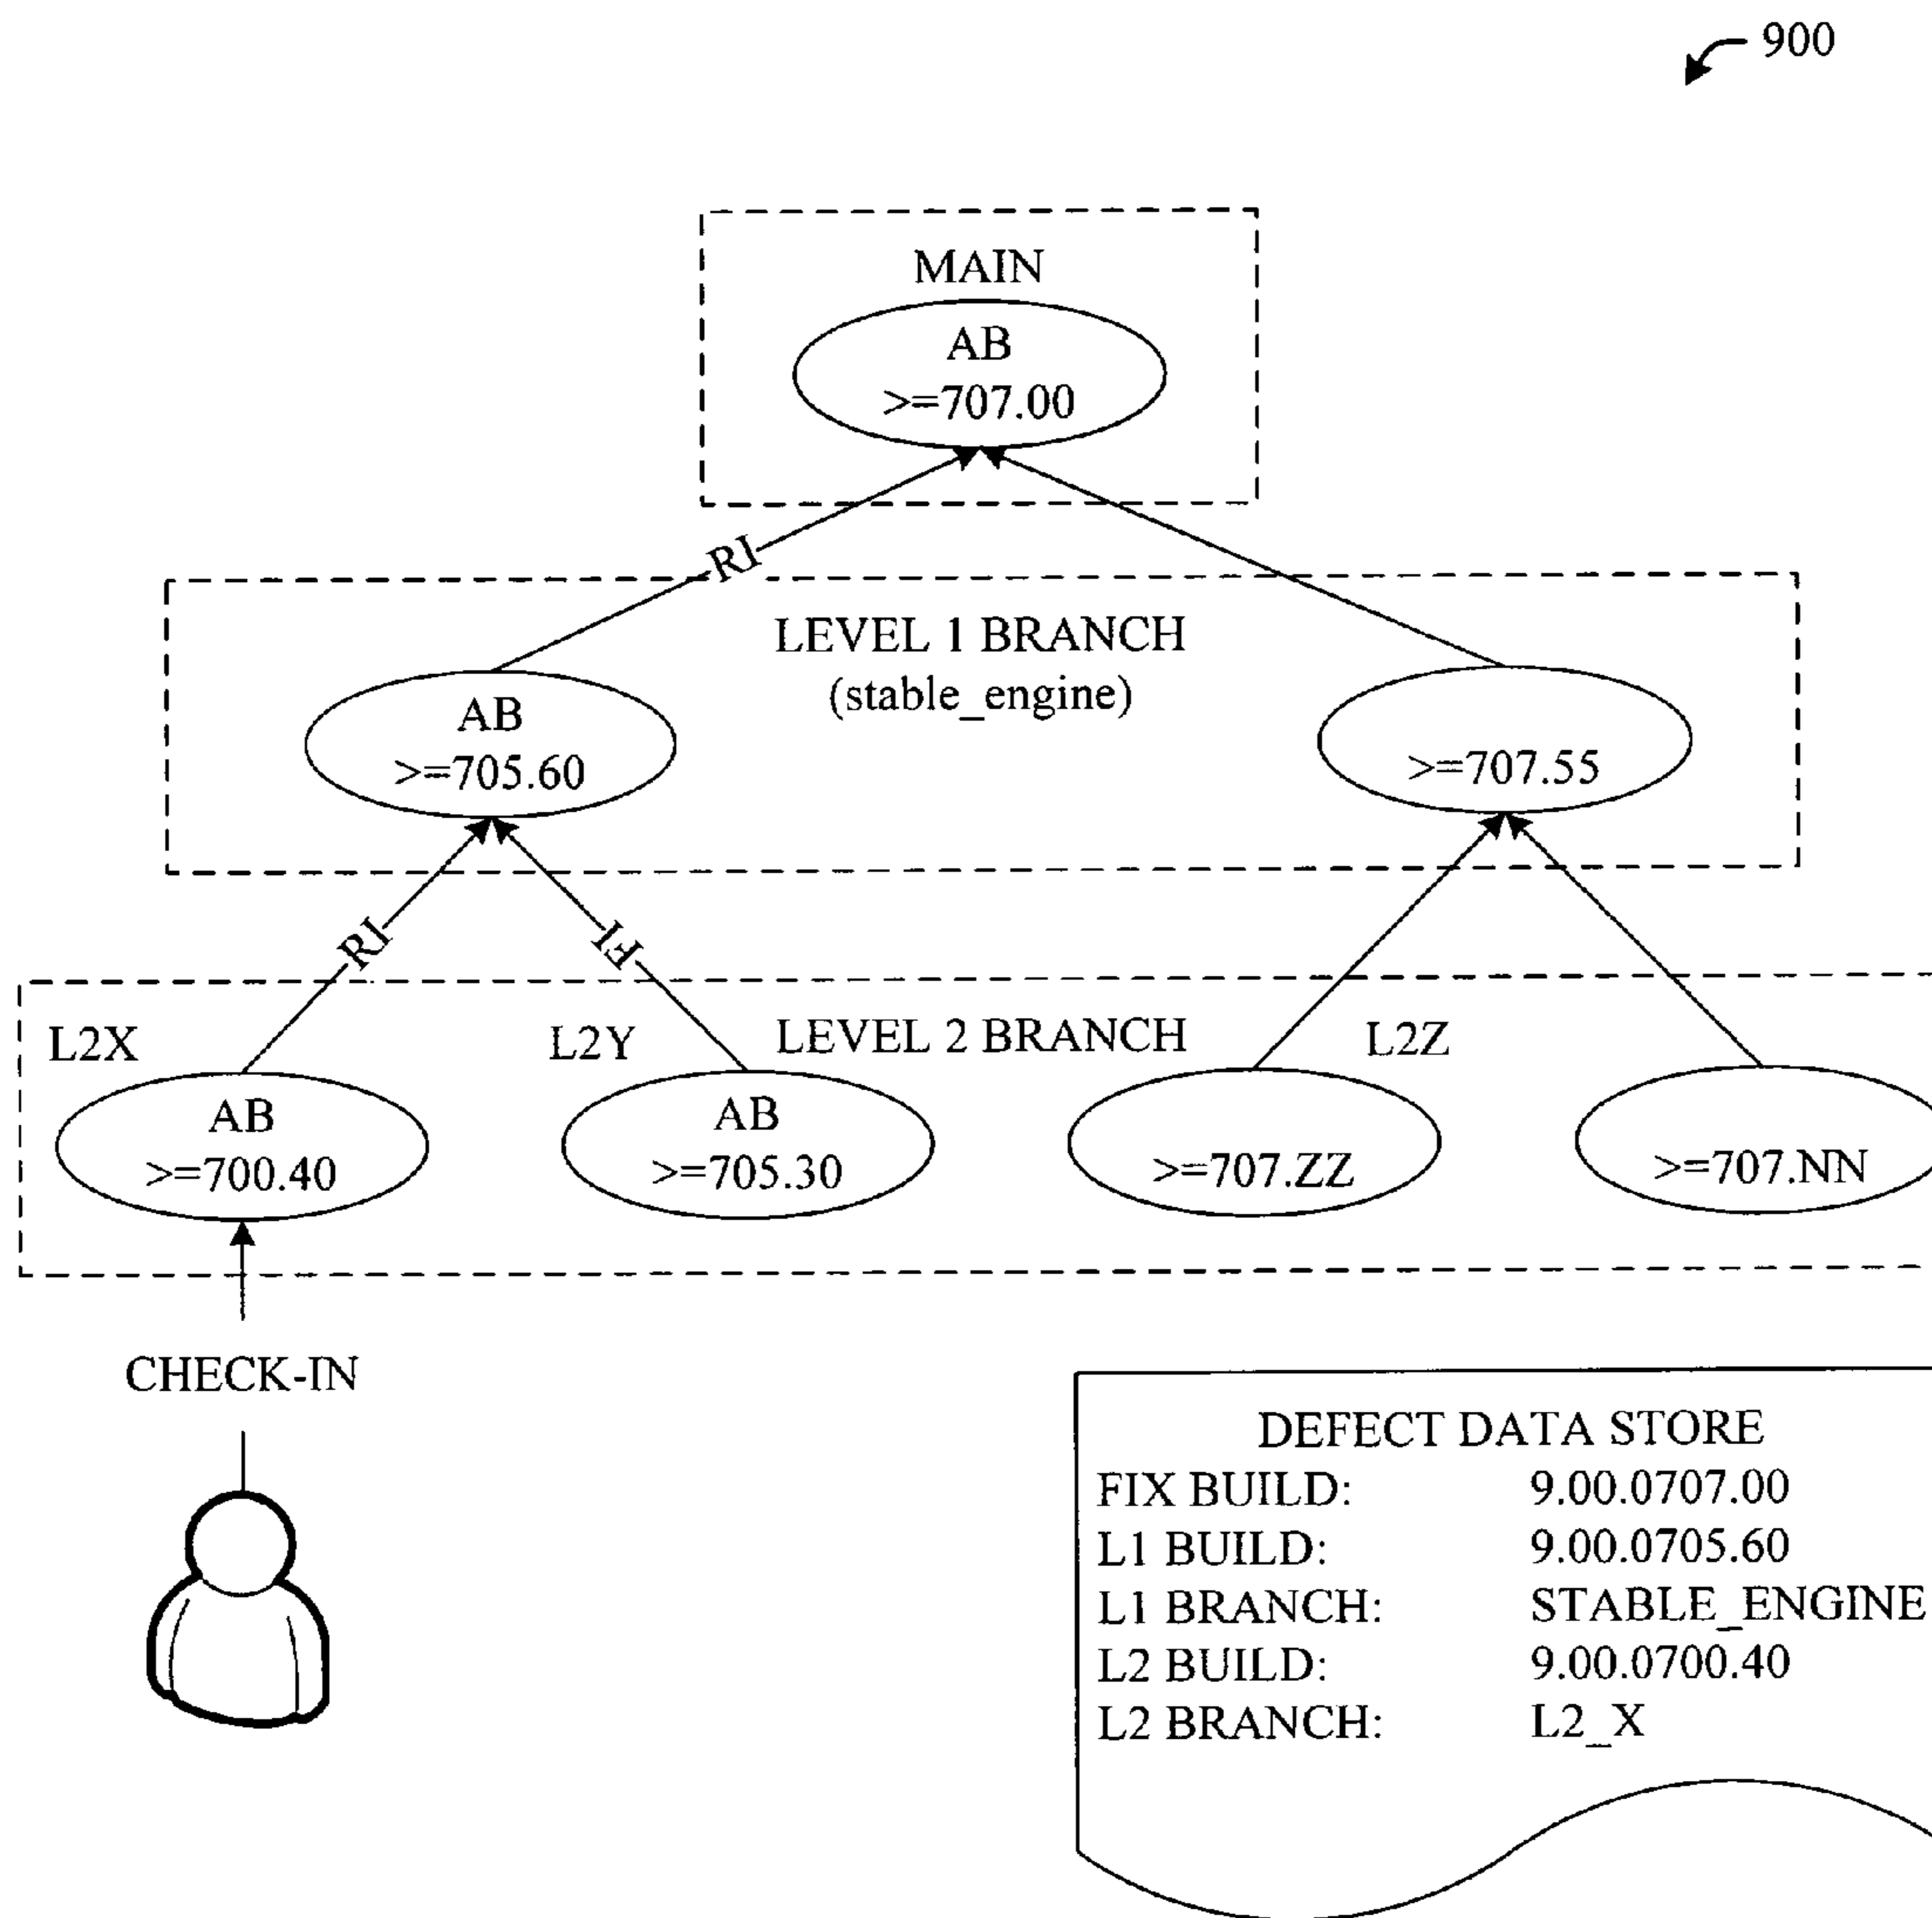 900
MAIN
AB
>=707.00
RI
LEVEL 1 BRANCH
(stable_engine)
AB
>=705.60
>=707.55
RI
FI
L2X
L2Y
LEVEL 2 BRANCH
L2Z
AB
>=700.40
AB
>=705.30
>=707.ZZ
>=707.NN
CHECK-IN
DEFECT DATA STORE
FIX BUILD: 9.00.0707.00
L1 BUILD: 9.00.0705.60
L1 BRANCH: STABLE_ENGINE
L2 BUILD: 9.00.0700.40
L2 BRANCH: L2_X